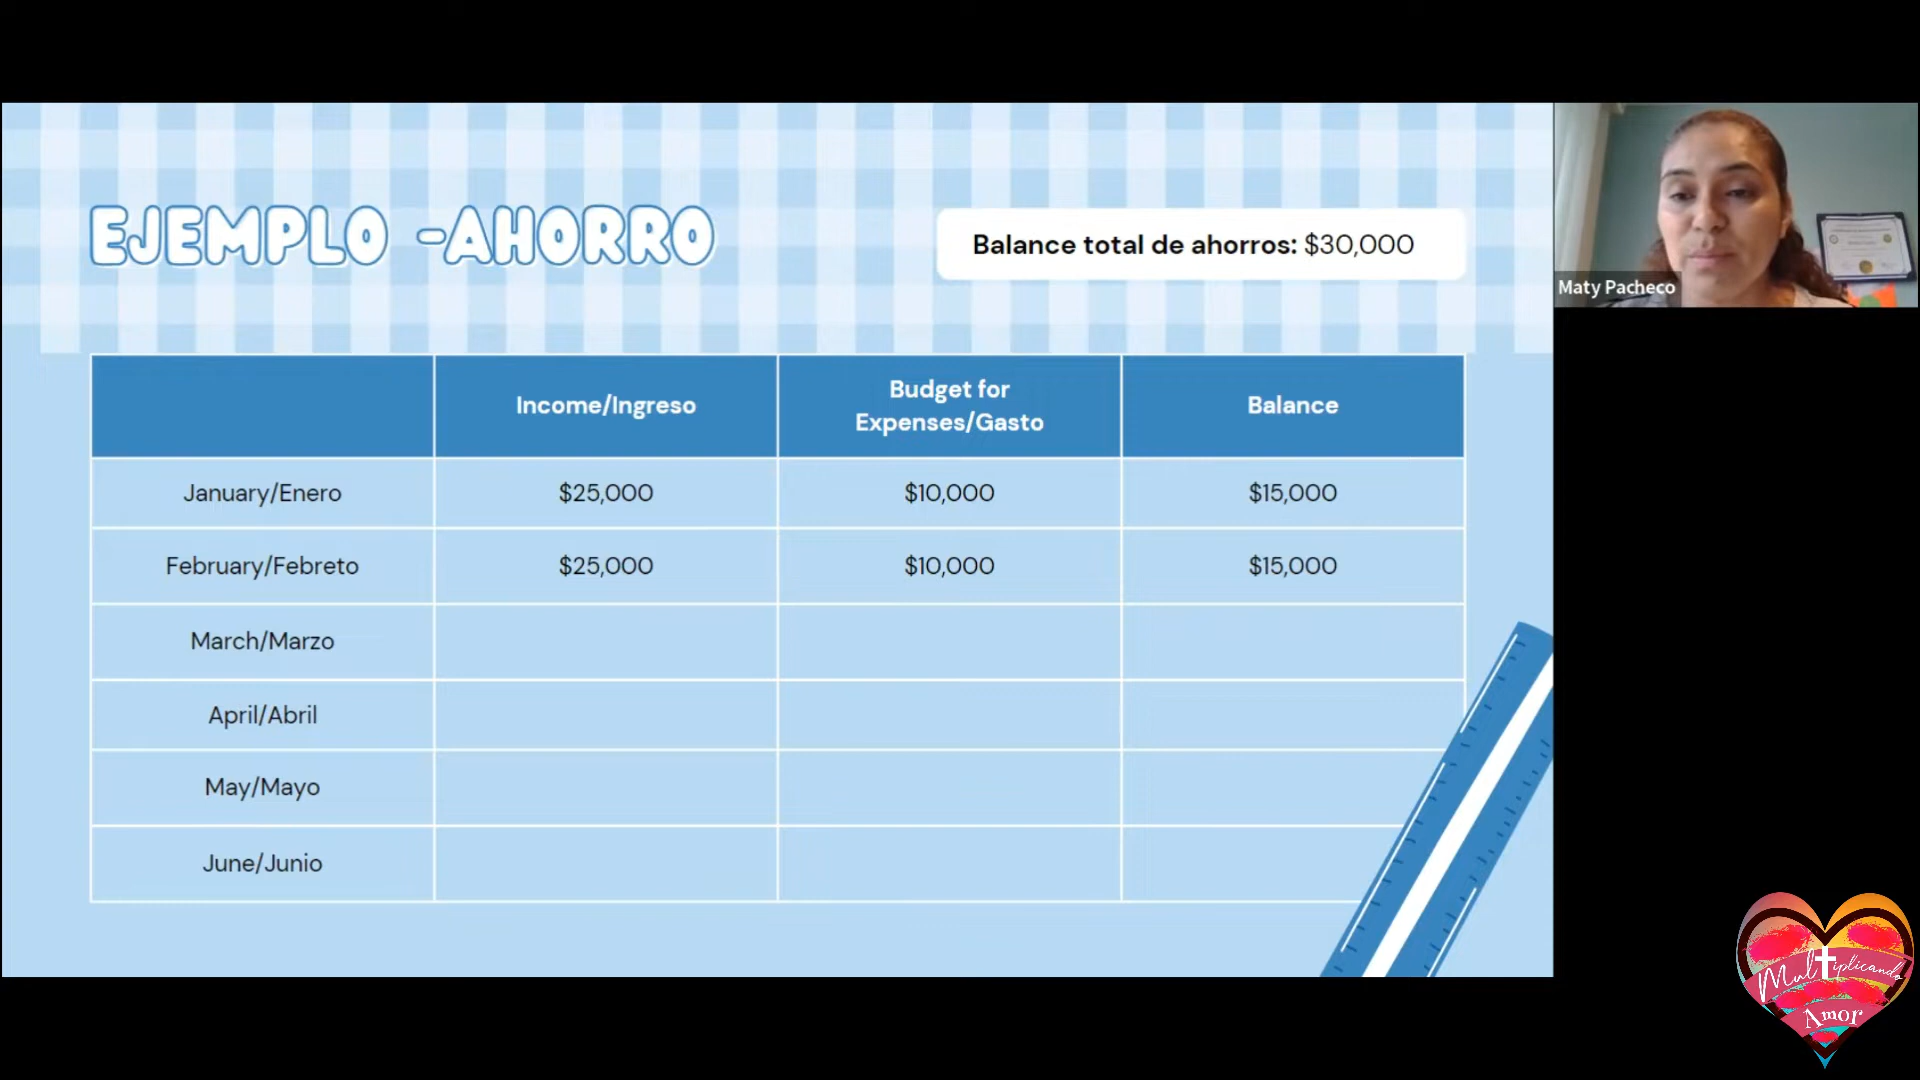 EJEMPLO -AHORRO
Balance total de ahorros: $30,000
Maty Pacheco
Income/Ingreso
Budget for
Expenses/Gasto
Balance
January/Enero $25,000 $10,000 $15,000
February/Febreto $25,000 $10,000 $15,000
March/Marzo
April/Abril
May/Mayo
June/Junio
Multiplicando
Amor